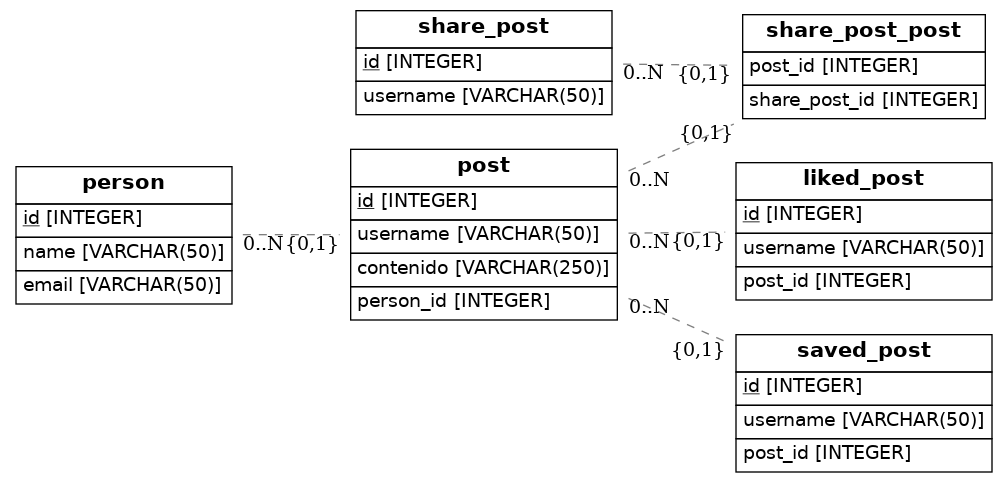 share_post
id [INTEGER]
username [VARCHAR(50)]
share_post_post
post_id [INTEGER]
share_post_id [INTEGER]
0..N
{0,1}
person
id [INTEGER]
name [VARCHAR(50)]
email [VARCHAR(50)]
0..N
{0,1}
post
id [INTEGER]
username [VARCHAR(50)]
contenido [VARCHAR(250)]
person_id [INTEGER]
0..N
{0,1}
0..N
{0,1}
0..N
{0,1}
liked_post
id [INTEGER]
username [VARCHAR(50)]
post_id [INTEGER]
saved_post
id [INTEGER]
username [VARCHAR(50)]
post_id [INTEGER]